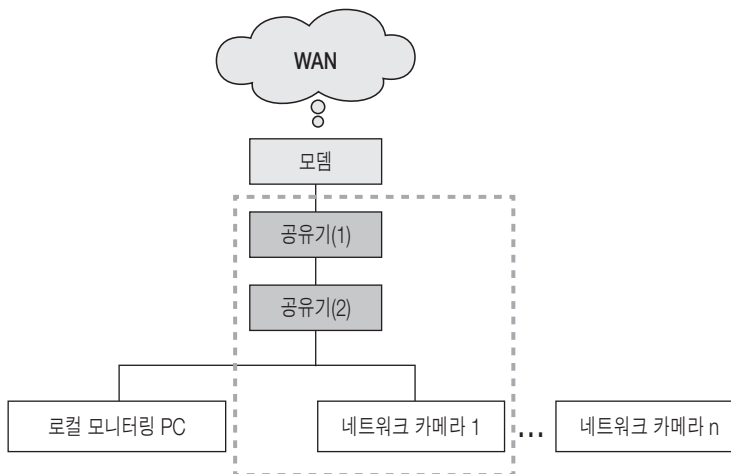 WAN
모뎀
공유기(1)
공유기(2)
로컬 모니터링 PC
네트워크 카메라 1
...
네트워크 카메라 n